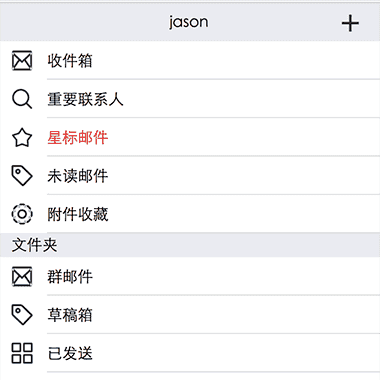 jason
收件箱
重要联系人
星标邮件
未读邮件
附件收藏
文件夹
群邮件
草稿箱
已发送